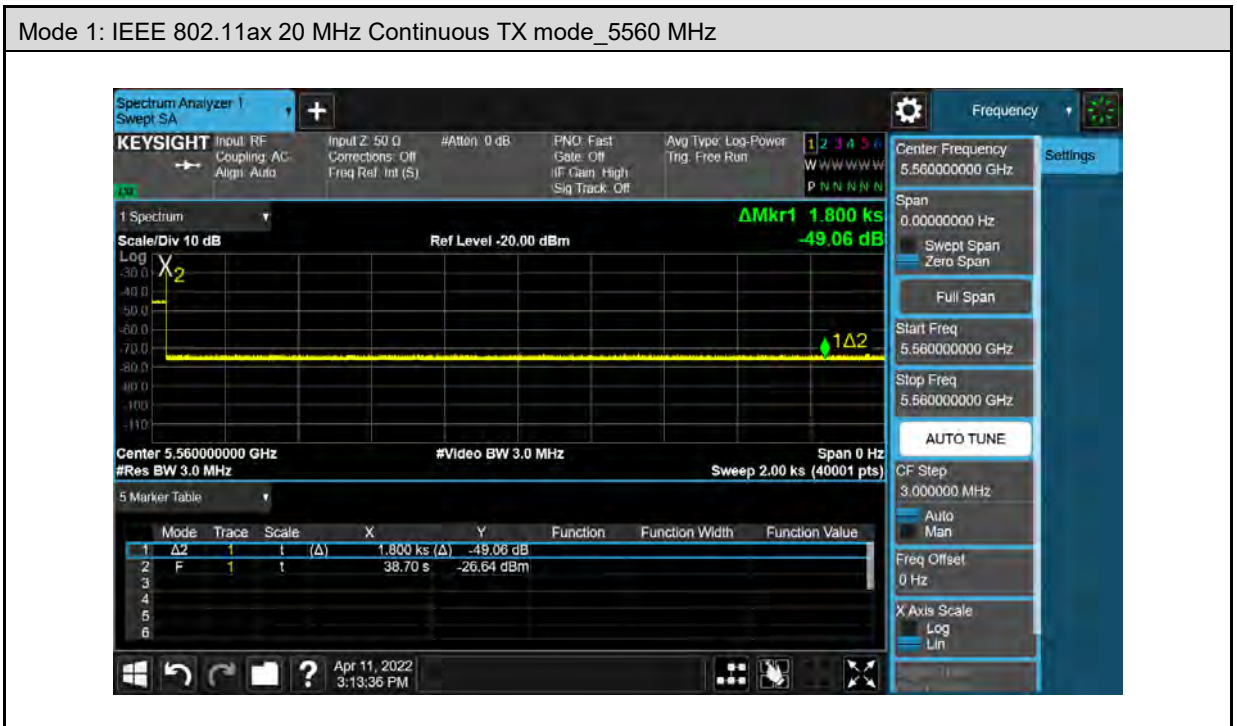 Mode 1: IEEE 802.11ax 20 MHz Continuous TX mode_5560 MHz
Spectrum Analyzer 1
Swept SA
+
Frequency
KEYSIGHT
Input: RF
Coupling: AC
Align: Auto
Input Z: 50 Ω
Corrections: Off
Freq Ref: Int (S)
#Atten: 0 dB
PNO: Fast
Gate: Off
IF Gain: High
Sig Track: Off
Avg Type: Log-Power
Trig: Free Run
1 2 3 4 5 6
W W W W W W
P N N N N N
Center Frequency
5.560000000 GHz
Settings
1 Spectrum
ΔMkr1 1.800 ks
-49.06 dB
Scale/Div 10 dB
Ref Level -20.00 dBm
Log
-30.0
-40.0
-50.0
-60.0
-70.0
-80.0
-90.0
-100
-110
X2
1Δ2
Center 5.560000000 GHz
#Video BW 3.0 MHz
Span 0 Hz
#Res BW 3.0 MHz
Sweep 2.00 ks (40001 pts)
Span
0.00000000 Hz
Swept Span
Zero Span
Full Span
Start Freq
5.560000000 GHz
Stop Freq
5.560000000 GHz
AUTO TUNE
CF Step
3.000000 MHz
Auto
Man
Freq Offset
0 Hz
X Axis Scale
Log
Lin
5 Marker Table
Mode Trace Scale X Y Function Function Width Function Value
1 Δ2 1 t (Δ) 1.800 ks (Δ) -49.06 dB
2 F 1 t 38.70 s -26.64 dBm
3
4
5
6
?
Apr 11, 2022
3:13:36 PM